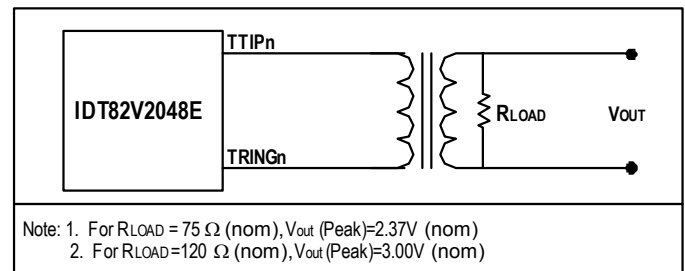 TTIPn
IDT82V2048E
RLOAD
VOUT
TRINGn
Note: 1. For RLOAD = 75 Ω (nom), Vout (Peak)=2.37V (nom)
2. For RLOAD=120 Ω (nom), Vout (Peak)=3.00V (nom)